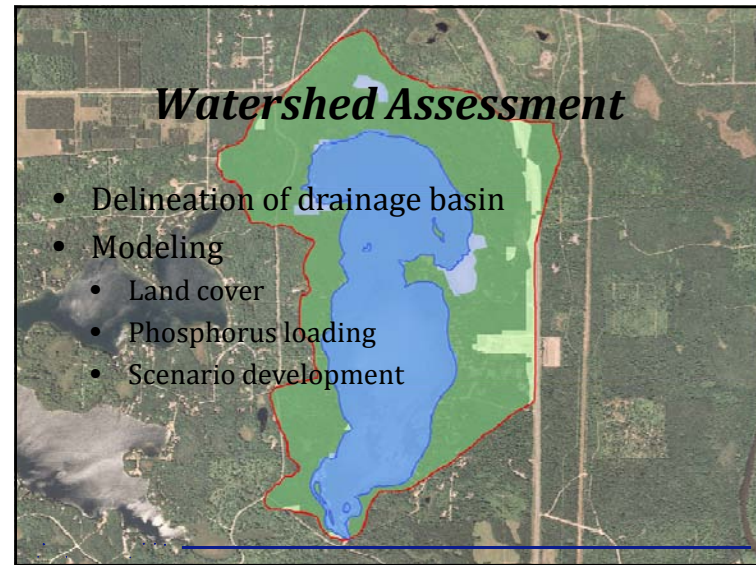 Watershed Assessment
• Delineation of drainage basin
• Modeling
• Land cover
• Phosphorus loading
• Scenario development